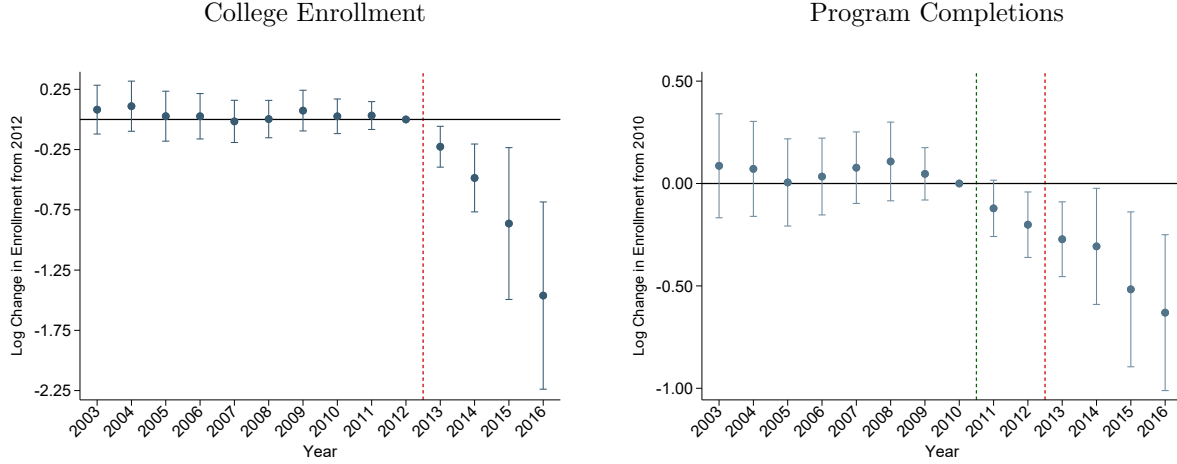 College Enrollment
Log Change in Enrollment from 2012
0.25
-0.25
-0.75
-1.25
-1.75
-2.25
2003 2004 2005 2006 2007 2008 2009 2010 2011 2012 2013 2014 2015 2016
Year
Program Completions
Log Change in Enrollment from 2010
0.50
0.00
-0.50
-1.00
2003 2004 2005 2006 2007 2008 2009 2010 2011 2012 2013 2014 2015 2016
Year